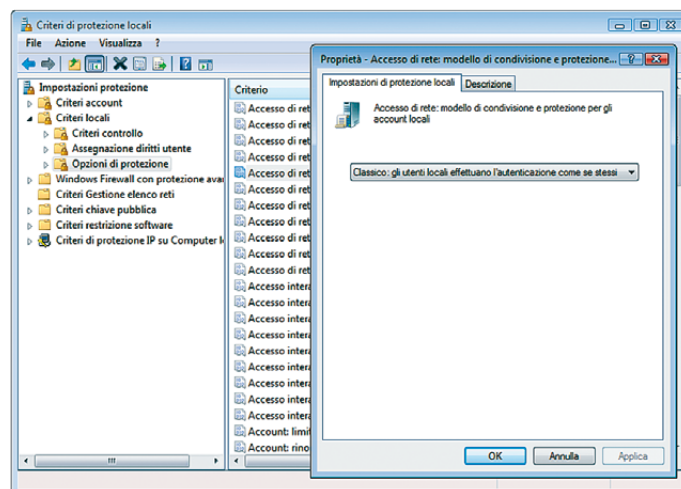 Criteri di protezione locali
File Azione Visualizza ?
Impostazioni protezione
Criteri account
Criteri locali
Criteri controllo
Assegnazione diritti utente
Opzioni di protezione
Windows Firewall con protezione avan
Criteri Gestione elenco reti
Criteri chiave pubblica
Criteri restrizione software
Criteri di protezione IP su Computer l
Criterio
Accesso di ret
Accesso di ret
Accesso di ret
Accesso di ret
Accesso di ret
Accesso di ret
Accesso di ret
Accesso di ret
Accesso di ret
Accesso di ret
Accesso di ret
Accesso intera
Accesso intera
Accesso intera
Accesso intera
Accesso intera
Accesso intera
Accesso intera
Accesso intera
Accesso intera
Account: limit
Account: rino
Proprietà - Accesso di rete: modello di condivisione e protezione...
Impostazioni di protezione locali Descrizione
Accesso di rete: modello di condivisione e protezione per gli
account locali
Classico: gli utenti locali effettuano l'autenticazione come se stessi
OK Annulla Applica